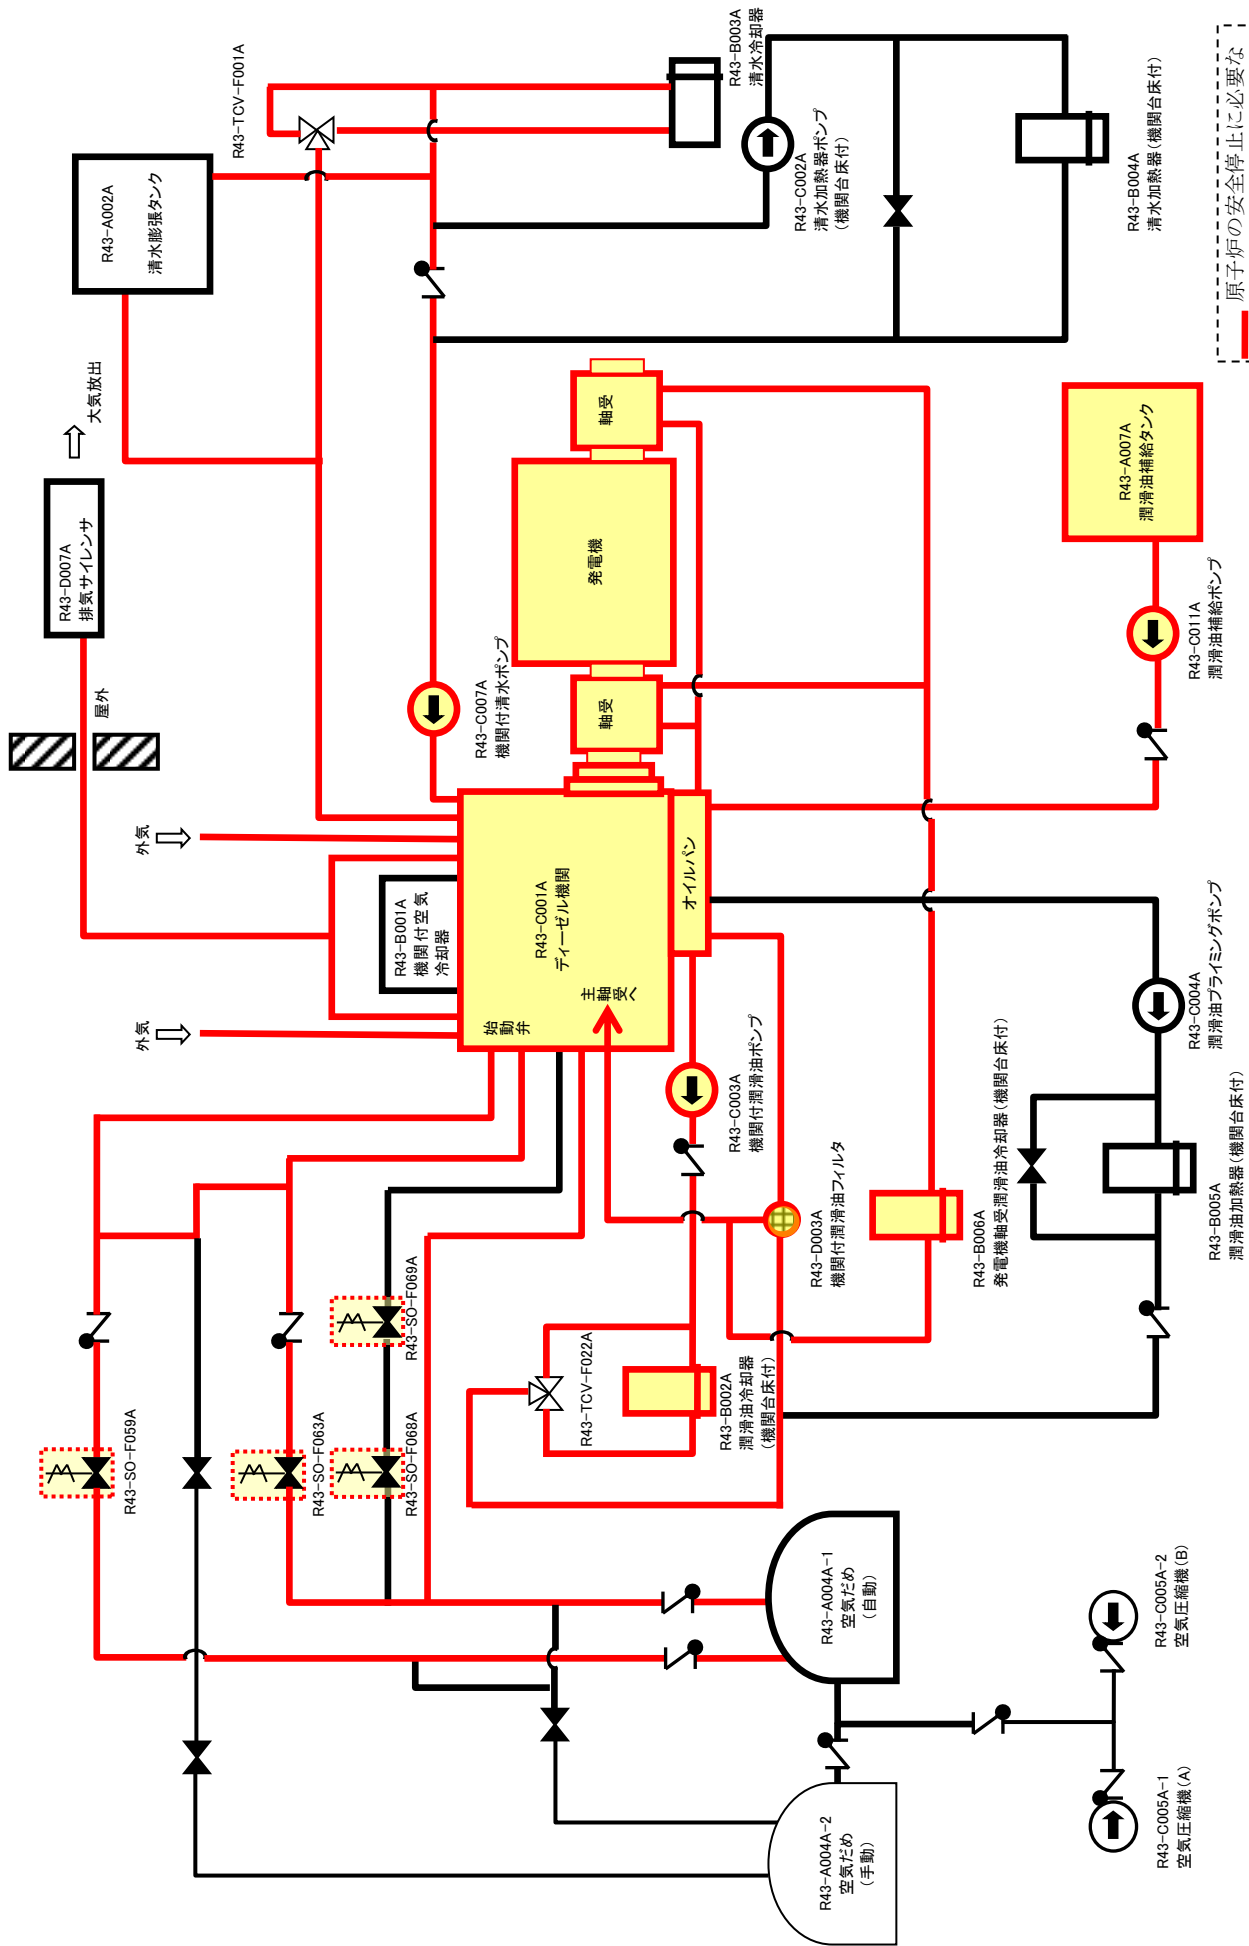 R43-A002A
清水膨張タンク
R43-TCV-F001A
R43-B003A
清水冷却器
R43-C002A
清水加熱器ポンプ
(機関台床付)
R43-B004A
清水加熱器(機関台床付)
原子炉の安全停止に必要な
大気放出
R43-D007A
排気サイレンサ
屋外
軸受
発電機
軸受
R43-C007A
機関付清水ポンプ
R43-A007A
潤滑油補給タンク
R43-C011A
潤滑油補給ポンプ
外気
外気
R43-B001A
機関付空気
冷却器
R43-C001A
ディーゼル機関
オイルパン
始動弁
主軸受へ
R43-C003A
機関付潤滑油ポンプ
R43-D003A
機関付潤滑油フィルタ
R43-B006A
発電機軸受潤滑油冷却器(機関台床付)
R43-C004A
潤滑油プライミングポンプ
R43-B005A
潤滑油加熱器(機関台床付)
R43-SO-F059A
R43-SO-F063A
R43-SO-F069A
R43-SO-F068A
R43-TCV-F022A
R43-B002A
潤滑油冷却器
(機関台床付)
R43-A004A-1
空気だめ
(自動)
R43-A004A-2
空気だめ
(手動)
R43-C005A-2
空気圧縮機(B)
R43-C005A-1
空気圧縮機(A)